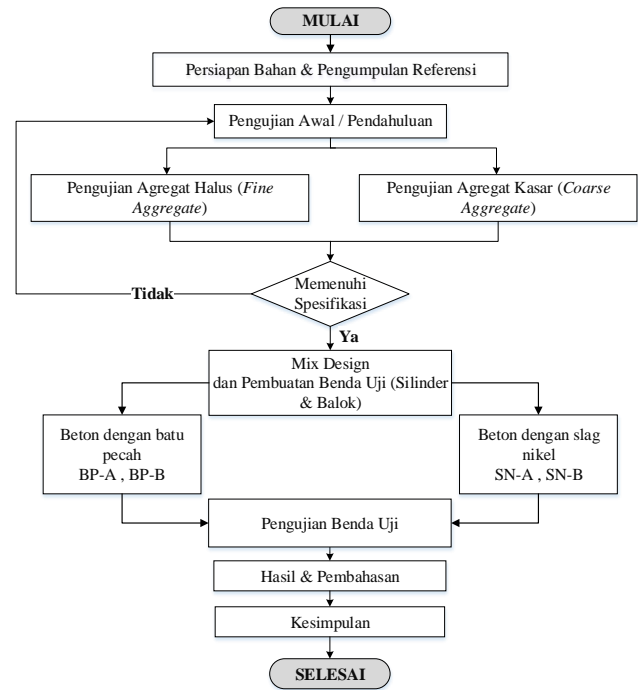 MULAI
Persiapan Bahan & Pengumpulan Referensi
Pengujian Awal / Pendahuluan
Pengujian Agregat Halus (Fine
Aggregate)
Pengujian Agregat Kasar (Coarse
Aggregate)
Memenuhi
Spesifikasi
Tidak
Ya
Mix Design
dan Pembuatan Benda Uji (Silinder
& Balok)
Beton dengan batu
pecah
BP-A , BP-B
Beton dengan slag
nikel
SN-A , SN-B
Pengujian Benda Uji
Hasil & Pembahasan
Kesimpulan
SELESAI